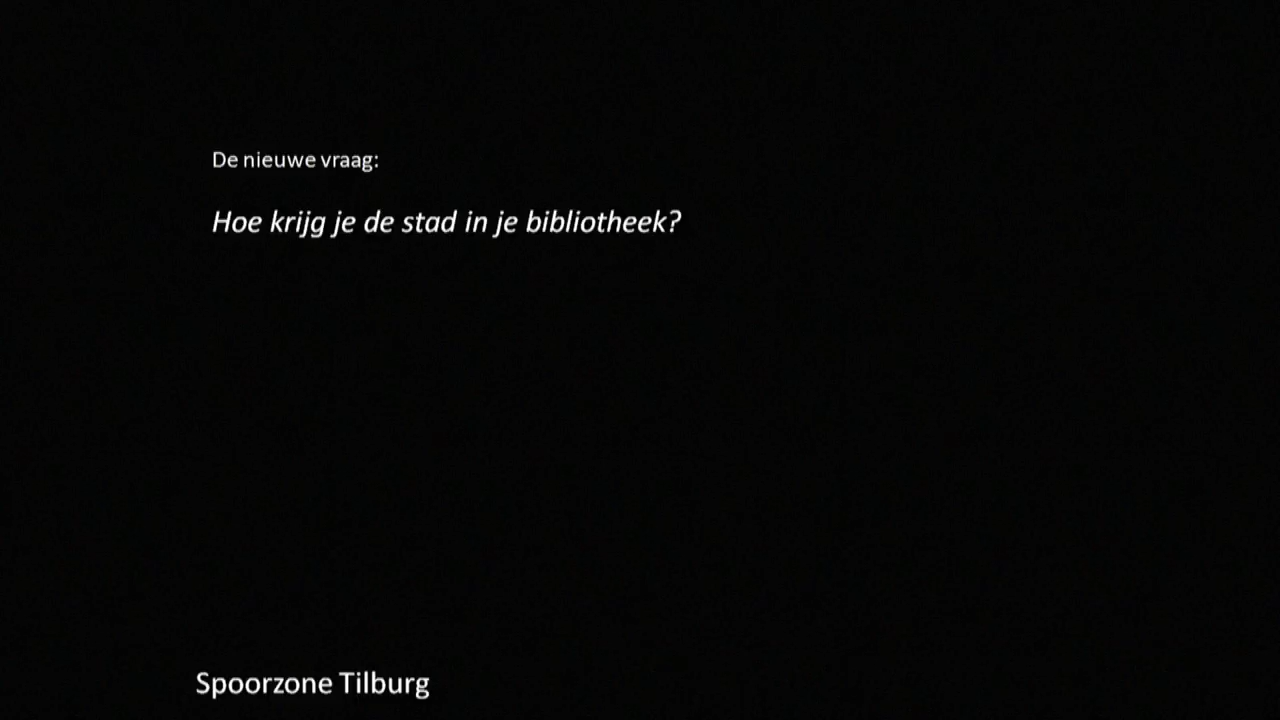 De nieuwe vraag:
Hoe krijg je de stad in je bibliotheek?
Spoorzone Tilburg